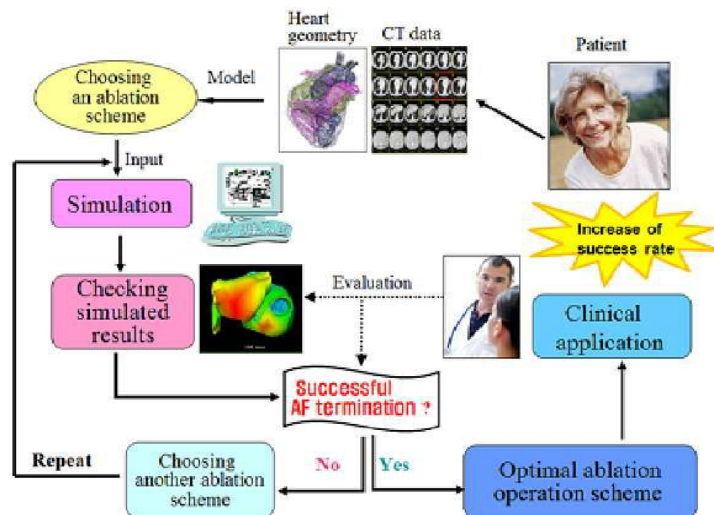 Heart
geometry
CT data
Patient
Choosing
an ablation
scheme
Model
Input
Simulation
Increase of
success rate
Checking
simulated
results
Evaluation
Clinical
application
Successful
AF termination ?
Repeat
Choosing
another ablation
scheme
No
Yes
Optimal ablation
operation scheme